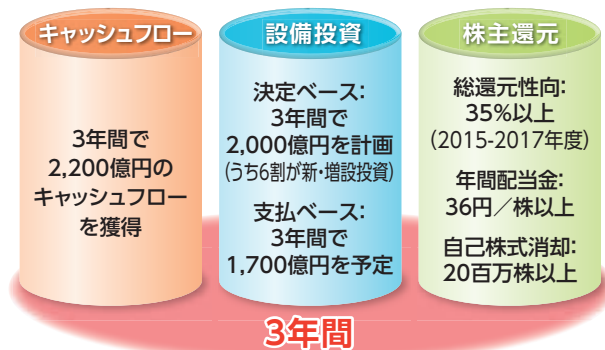 キャッシュフロー
3年間で
2,200億円の
キャッシュフロー
を獲得
設備投資
決定ベース:
3年間で
2,000億円を計画
(うち6割が新・増設投資)
支払ベース:
3年間で
1,700億円を予定
株主還元
総還元性向:
35%以上
(2015-2017年度)
年間配当金:
36円／株以上
自己株式消却:
20百万株以上
3年間